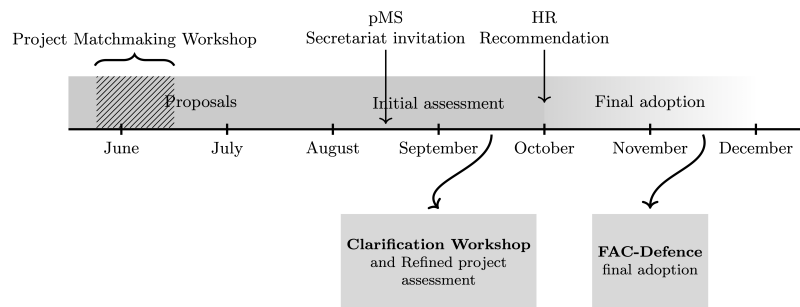 pMS
HR
Project Matchmaking Workshop
Secretariat invitation
Recommendation
Proposals
Initial assessment
Final adoption
June
July
August
September
October
November
December
Clarification Workshop
and Refined project
assessment
FAC-Defence
final adoption